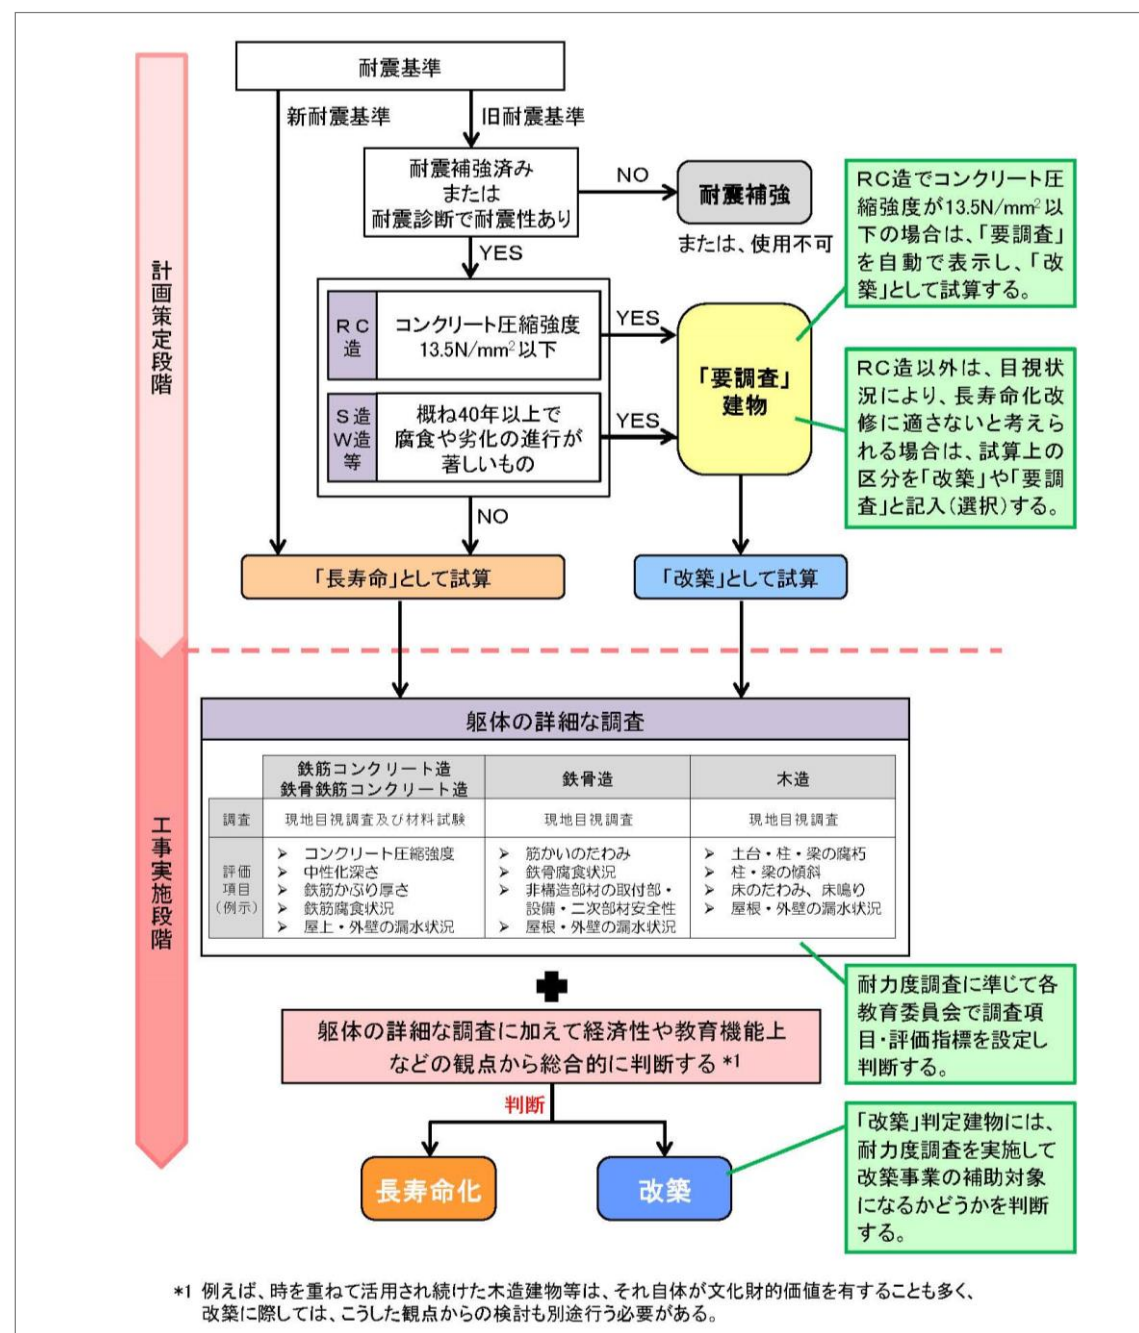 計画策定段階
耐震基準
新耐震基準
旧耐震基準
耐震補強済み
または
耐震診断で耐震性あり
NO
耐震補強
または、使用不可
YES
RC
造
コンクリート圧縮強度
13.5N/mm²以下
YES
S造
W造
等
概ね40年以上で
腐食や劣化の進行が
著しいもの
YES
「要調査」
建物
NO
「長寿命」として試算
「改築」として試算
RC造でコンクリート圧
縮強度が13.5N/mm²以
下の場合は、「要調査」
を自動で表示し、「改
築」として試算する。
RC造以外は、目視状
況により、長寿命化改
修に適さないと考えら
れる場合は、試算上の
区分を「改築」や「要調
査」と記入(選択)する。
工事実施段階
躯体の詳細な調査
鉄筋コンクリート造
鉄骨鉄筋コンクリート造
鉄骨造
木造
調査
現地目視調査及び材料試験
現地目視調査
現地目視調査
評価
項目
(例示)
➢ コンクリート圧縮強度
➢ 中性化深さ
➢ 鉄筋かぶり厚さ
➢ 鉄筋腐食状況
➢ 屋上・外壁の漏水状況
➢ 筋かいのたわみ
➢ 鉄骨腐食状況
➢ 非構造部材の取付部・
設備・二次部材安全性
➢ 屋根・外壁の漏水状況
➢ 土台・柱・梁の腐朽
➢ 柱・梁の傾斜
➢ 床のたわみ、床鳴り
➢ 屋根・外壁の漏水状況
耐力度調査に準じて各
教育委員会で調査項
目・評価指標を設定し
判断する。
躯体の詳細な調査に加えて経済性や教育機能上
などの観点から総合的に判断する *1
判断
長寿命化
改築
「改築」判定建物には、
耐力度調査を実施して
改築事業の補助対象
になるかどうかを判断
する。
*1 例えば、時を重ねて活用され続けた木造建物等は、それ自体が文化財的価値を有することも多く、
改築に際しては、こうした観点からの検討も別途行う必要がある。